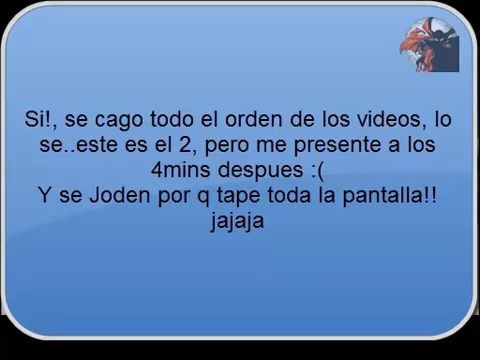 Si!, se cago todo el orden de los videos, lo
se..este es el 2, pero me presente a los
4mins despues :(
Y se Joden por q tape toda la pantalla!!
jajaja